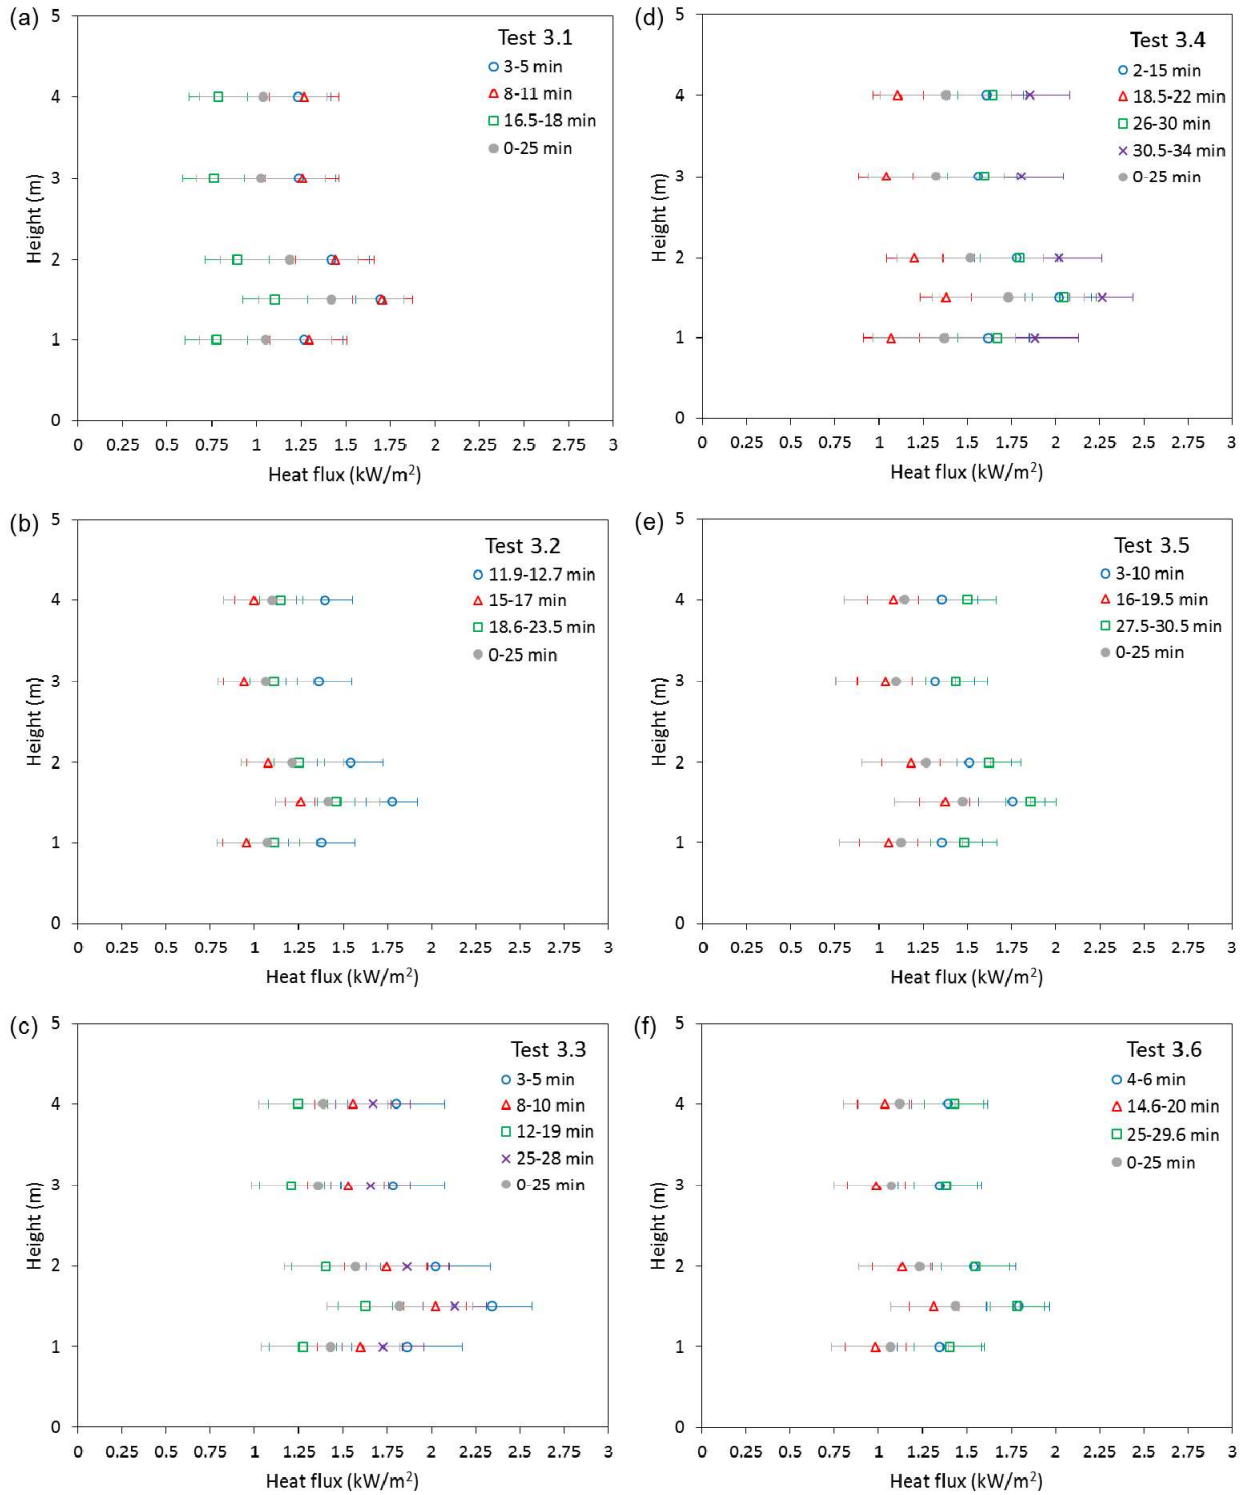 (a)
Test 3.1
3-5 min
8-11 min
16.5-18 min
0-25 min
5
4
3
2
1
0
Height (m)
0 0.25 0.5 0.75 1 1.25 1.5 1.75 2 2.25 2.5 2.75 3
Heat flux (kW/m²)
(d)
Test 3.4
2-15 min
18.5-22 min
26-30 min
30.5-34 min
0-25 min
5
4
3
2
1
0
Height (m)
0 0.25 0.5 0.75 1 1.25 1.5 1.75 2 2.25 2.5 2.75 3
Heat flux (kW/m²)
(b)
Test 3.2
11.9-12.7 min
15-17 min
18.6-23.5 min
0-25 min
5
4
3
2
1
0
Height (m)
0 0.25 0.5 0.75 1 1.25 1.5 1.75 2 2.25 2.5 2.75 3
Heat flux (kW/m²)
(e)
Test 3.5
3-10 min
16-19.5 min
27.5-30.5 min
0-25 min
5
4
3
2
1
0
Height (m)
0 0.25 0.5 0.75 1 1.25 1.5 1.75 2 2.25 2.5 2.75 3
Heat flux (kW/m²)
(c)
Test 3.3
3-5 min
8-10 min
12-19 min
25-28 min
0-25 min
5
4
3
2
1
0
Height (m)
0 0.25 0.5 0.75 1 1.25 1.5 1.75 2 2.25 2.5 2.75 3
Heat flux (kW/m²)
(f)
Test 3.6
4-6 min
14.6-20 min
25-29.6 min
0-25 min
5
4
3
2
1
0
Height (m)
0 0.25 0.5 0.75 1 1.25 1.5 1.75 2 2.25 2.5 2.75 3
Heat flux (kW/m²)